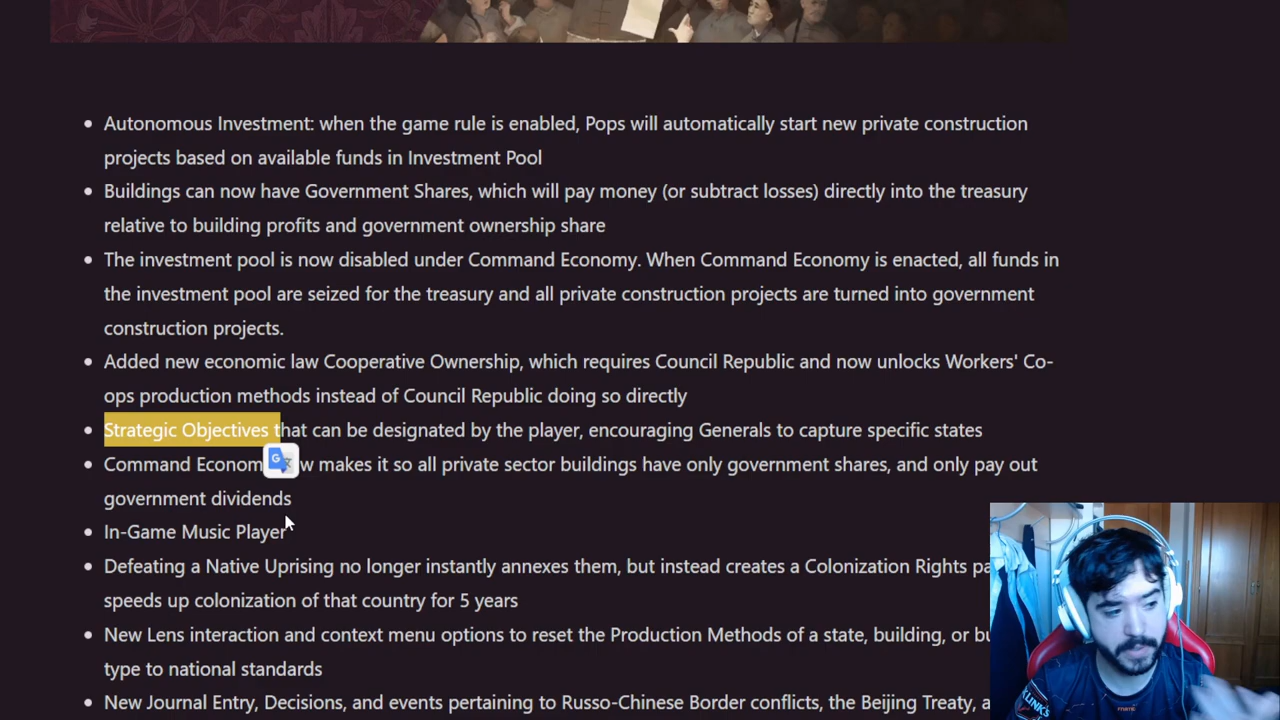 Autonomous Investment: when the game rule is enabled, Pops will automatically start new private construction
projects based on available funds in Investment Pool
Buildings can now have Government Shares, which will pay money (or subtract losses) directly into the treasury
relative to building profits and government ownership share
The investment pool is now disabled under Command Economy. When Command Economy is enacted, all funds in
the investment pool are seized for the treasury and all private construction projects are turned into government
construction projects.
Added new economic law Cooperative Ownership, which requires Council Republic and now unlocks Workers' Co-
ops production methods instead of Council Republic doing so directly
Strategic Objectives that can be designated by the player, encouraging Generals to capture specific states
Command Econom w makes it so all private sector buildings have only government shares, and only pay out
government dividends
In-Game Music Player
Defeating a Native Uprising no longer instantly annexes them, but instead creates a Colonization Rights pa
speeds up colonization of that country for 5 years
New Lens interaction and context menu options to reset the Production Methods of a state, building, or bu
type to national standards
New Journal Entry, Decisions, and events pertaining to Russo-Chinese Border conflicts, the Beijing Treaty, a